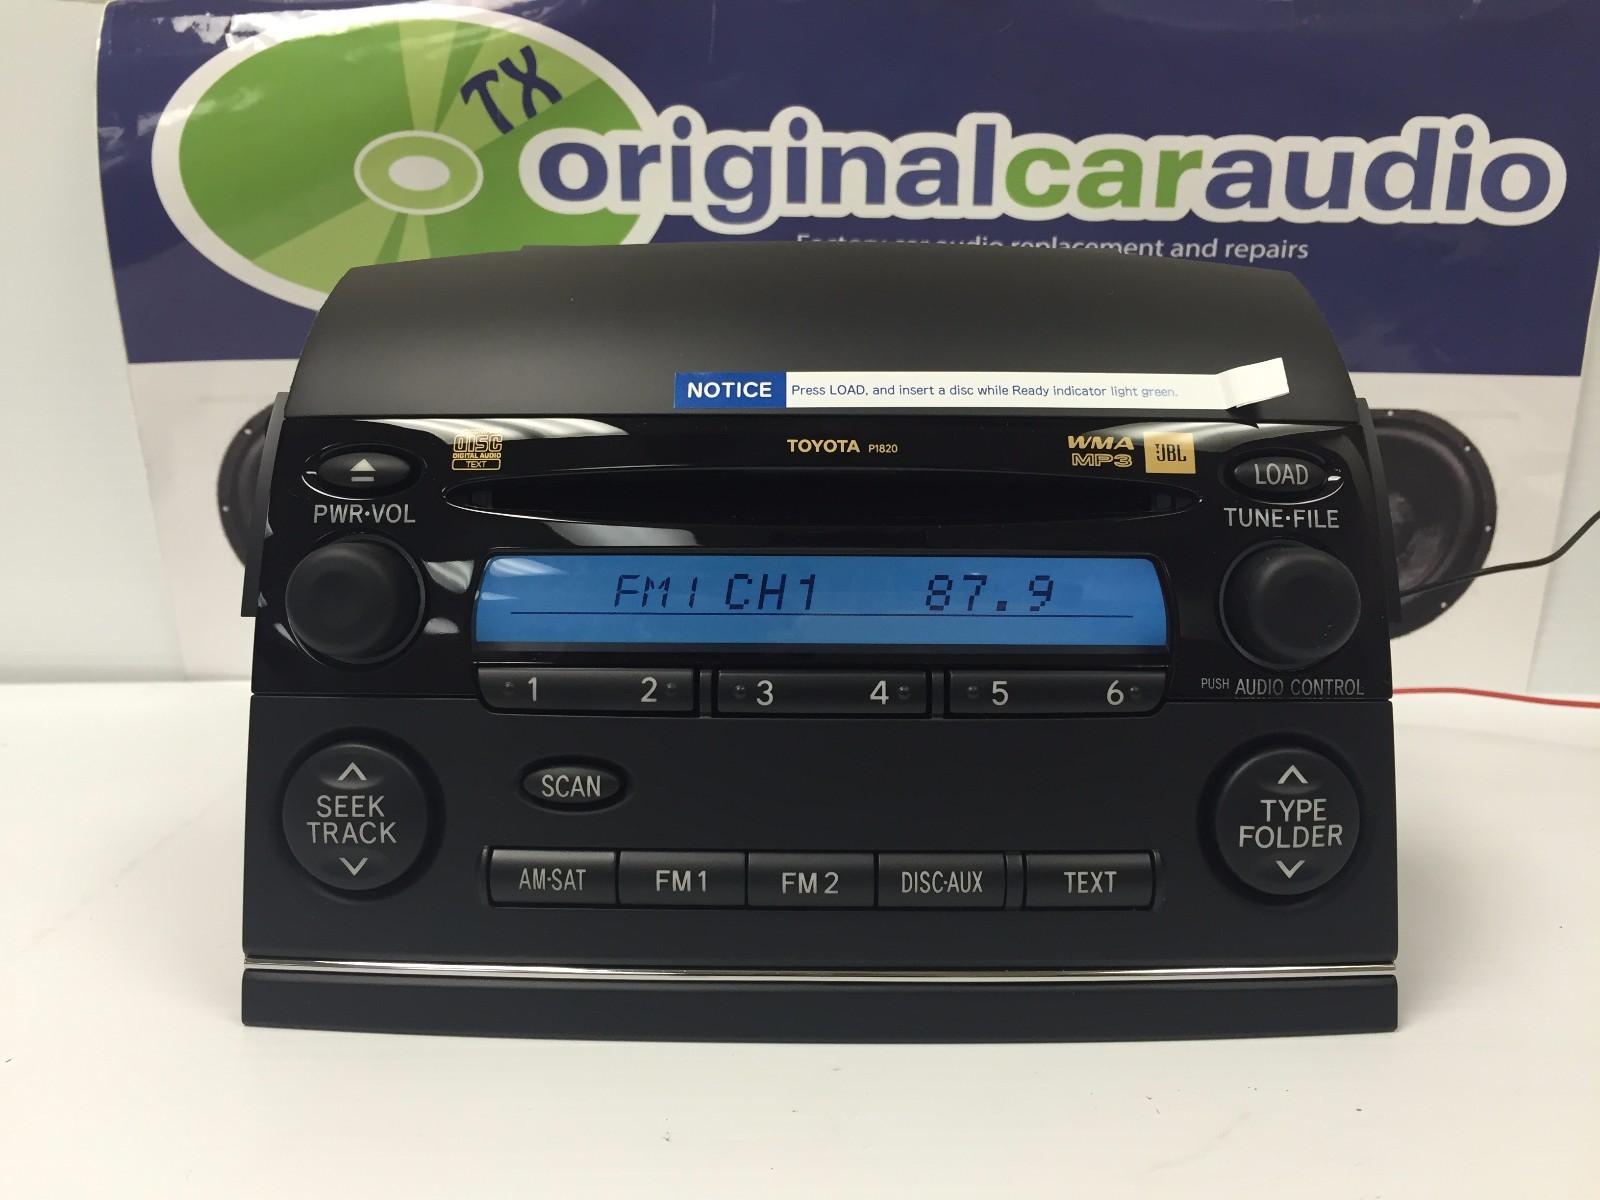 TX
originalcaraudio
Factory car audio replacement and repairs
NOTICE Press LOAD, and insert a disc while Ready indicator light green.
DISC
DIGITAL AUDIO
TEXT
TOYOTA P1820
WMA
MP3
JBL
LOAD
PWR·VOL
TUNE·FILE
FM1 CH1 87.9
1 2 3 4 5 6
PUSH AUDIO CONTROL
SEEK
TRACK
SCAN
TYPE
FOLDER
AM·SAT FM1 FM2 DISC·AUX TEXT